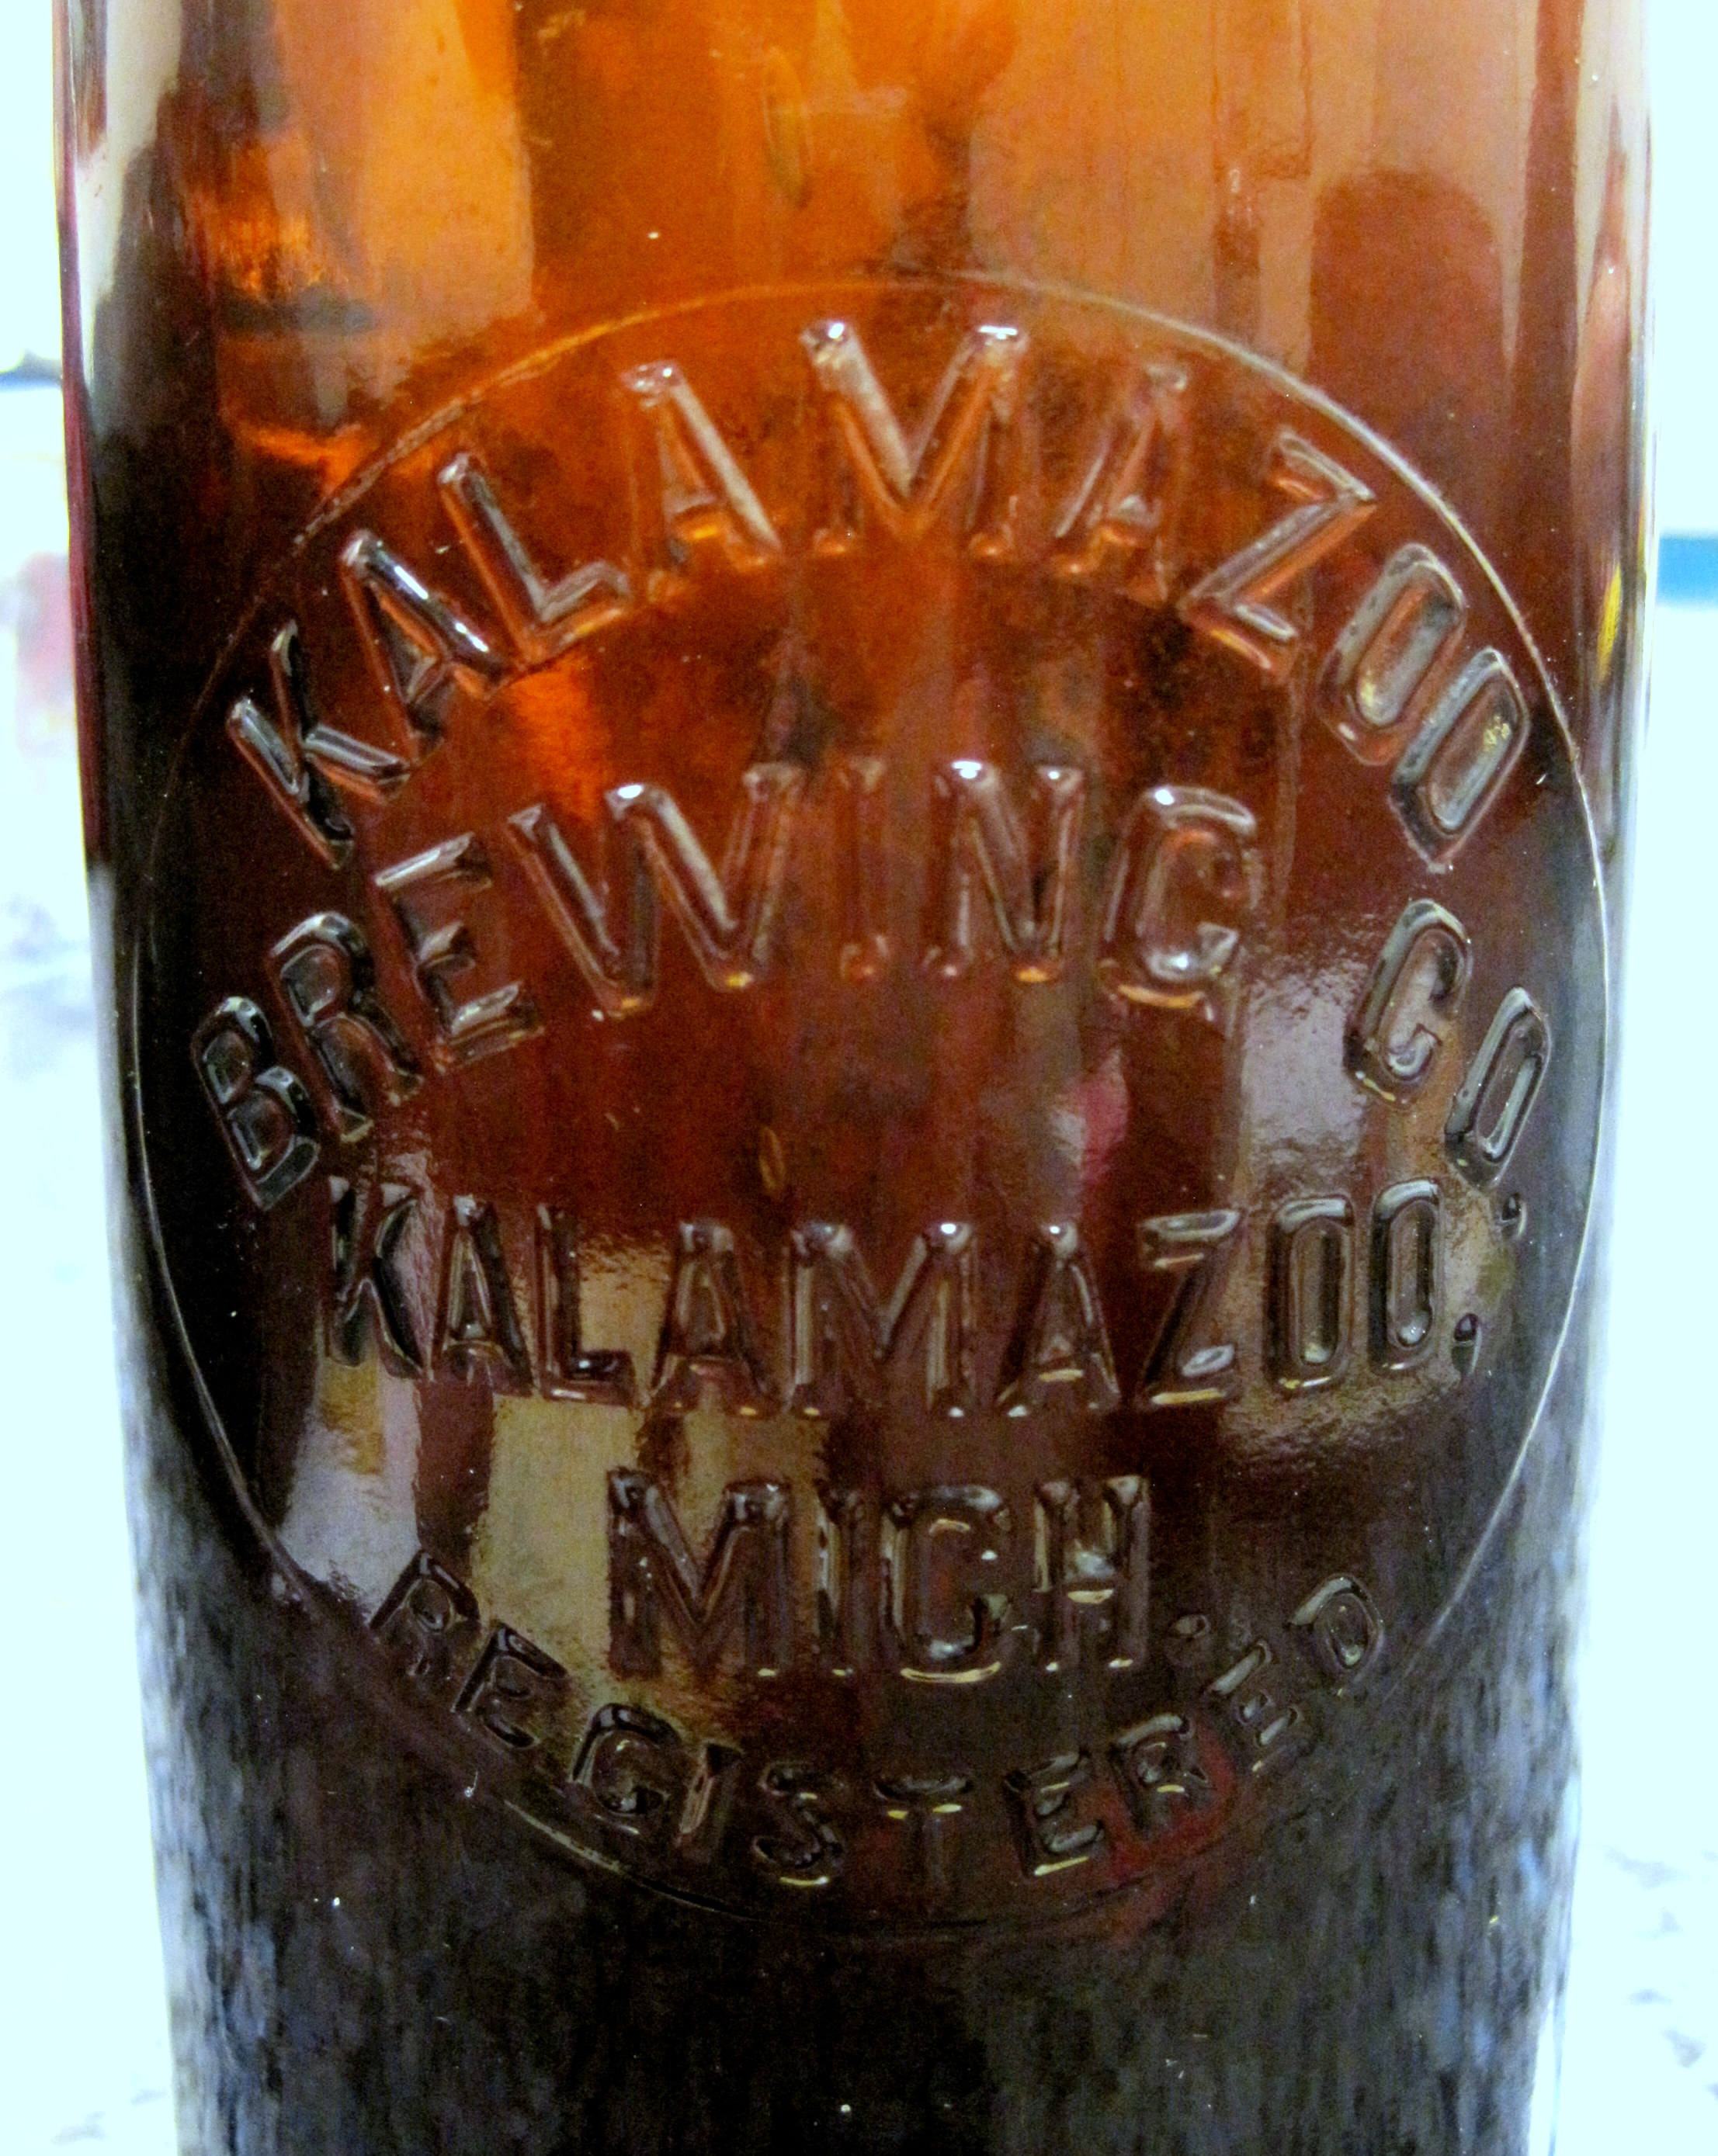 KALAMAZOO
BREWING CO,
KALAMAZOO,
MICH.
REGISTERED